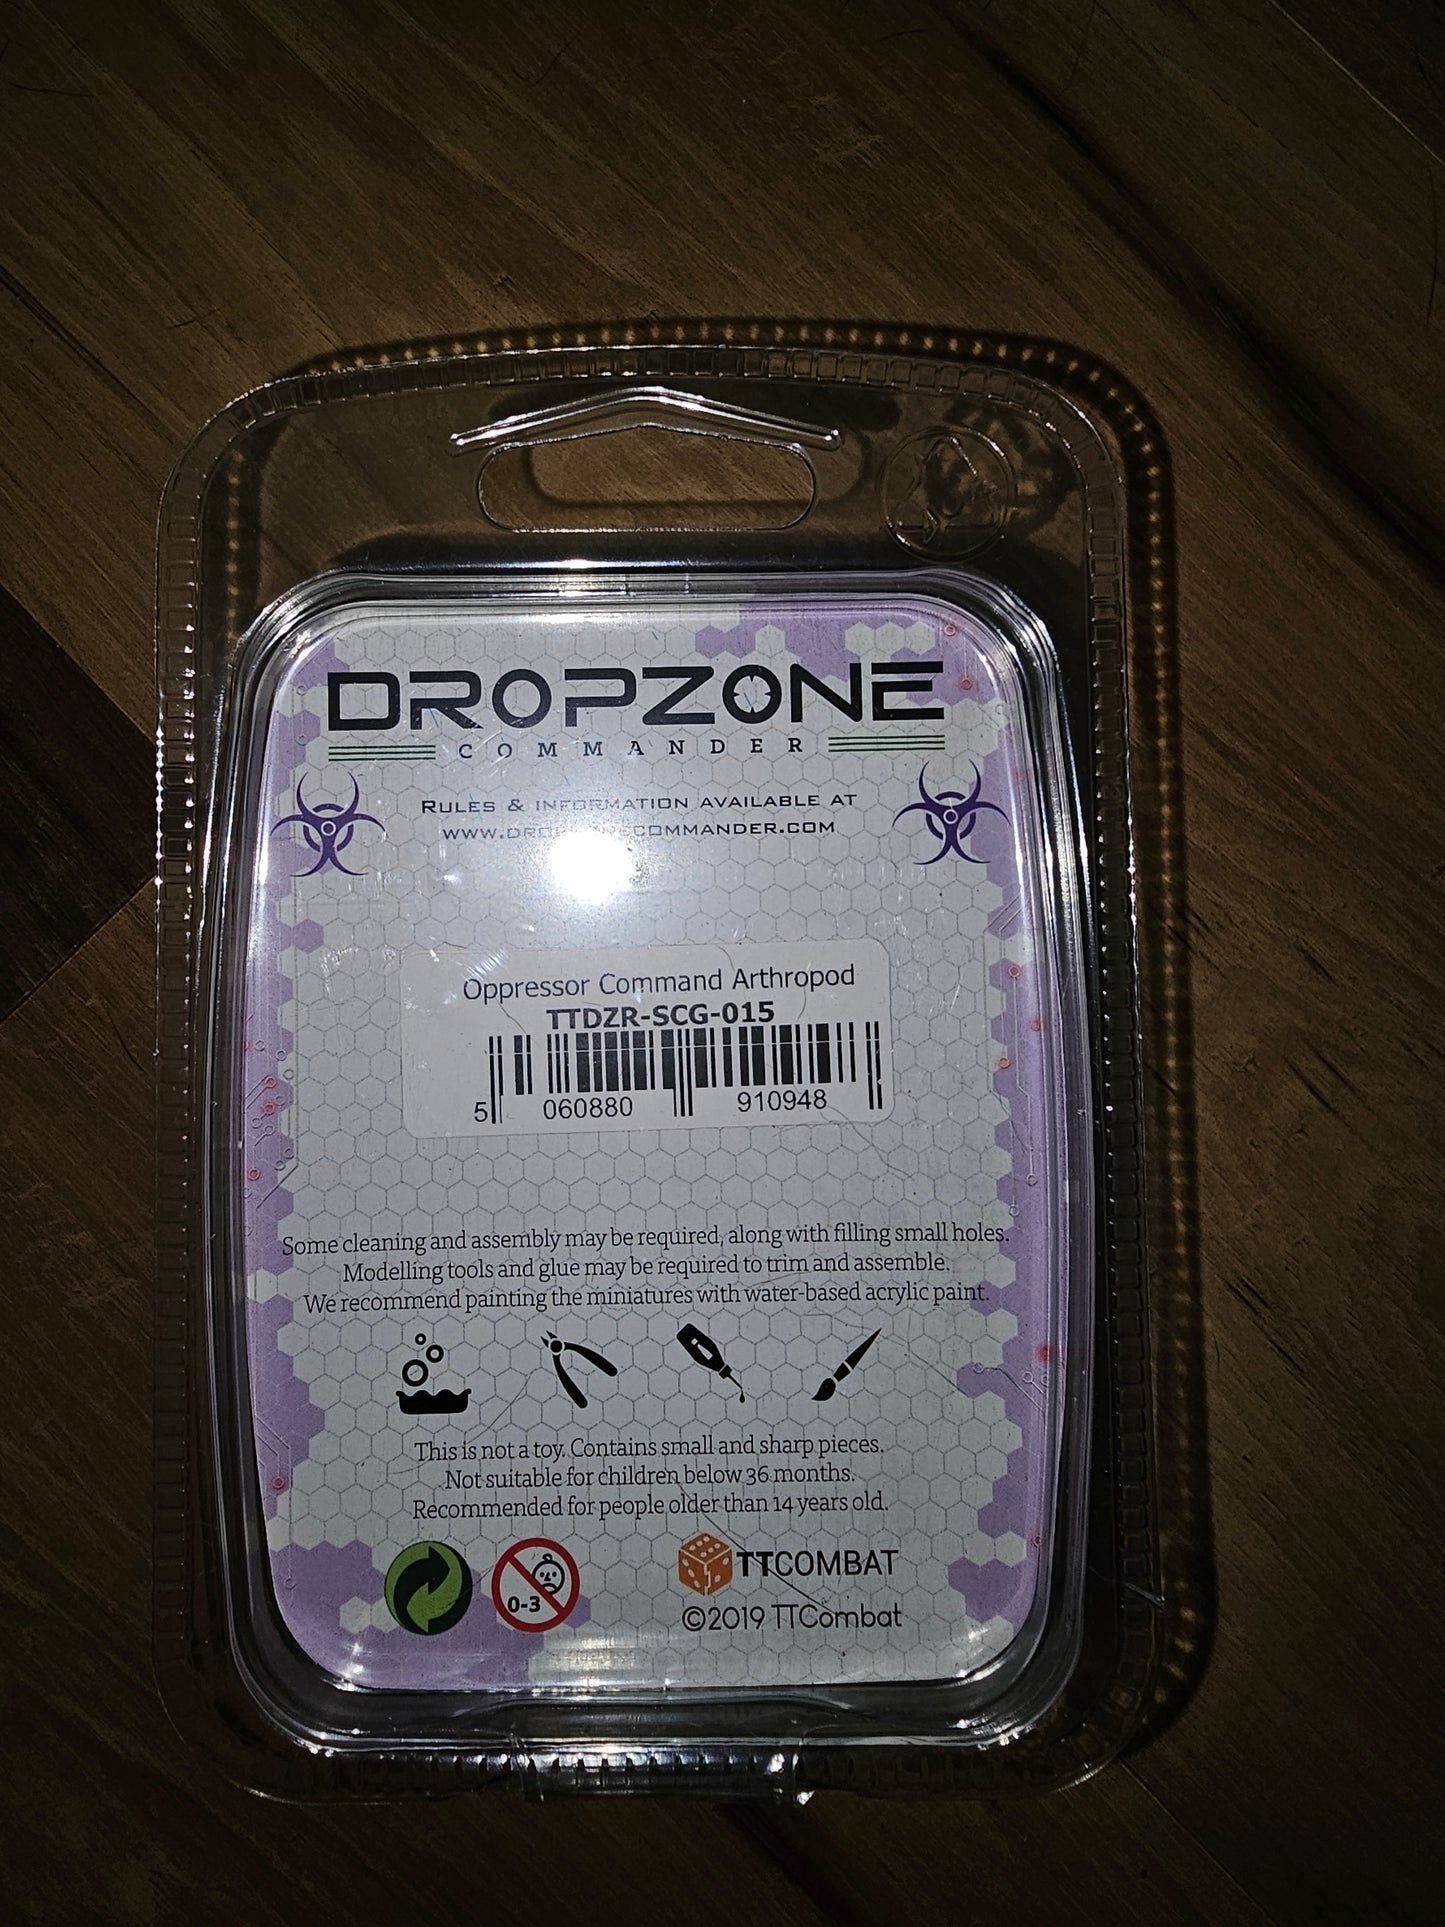 DROPZONE
COMMANDER
RULES & INFORMATION AVAILABLE AT
WWW.DROPZONECOMMANDER.COM
Oppressor Command Arthropod
TTDZR-SCG-015
5 060880 910948
Some cleaning and assembly may be required, along with filling small holes.
Modelling tools and glue may be required to trim and assemble.
We recommend painting the miniatures with water-based acrylic paint.
This is not a toy. Contains small and sharp pieces.
Not suitable for children below 36 months.
Recommended for people older than 14 years old.
0-3
TTCOMBAT
©2019 TTCombat